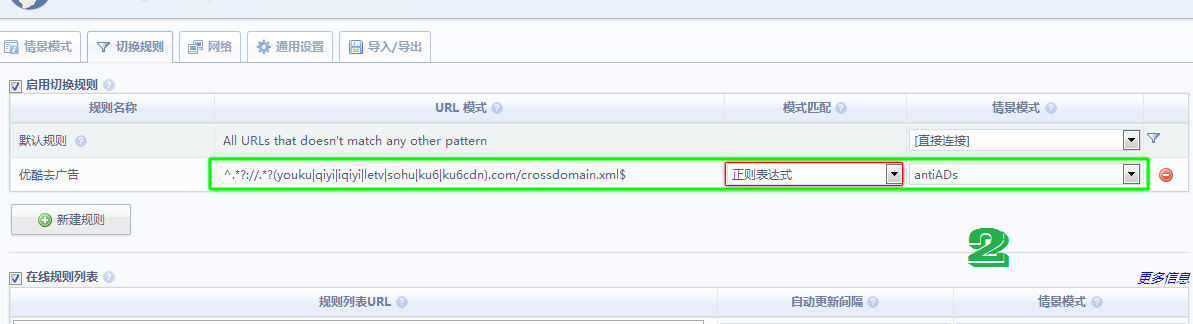 情景模式 切换规则 网络 通用设置 导入/导出
启用切换规则
规则名称 URL 模式 模式匹配 情景模式
默认规则 All URLs that doesn't match any other pattern [直接连接]
优酷去广告 ^.*?://.*?(youku|qiyi|iqiyi|letv|sohu|ku6|ku6cdn).com/crossdomain.xml$ 正则表达式 antiADs
新建规则
2
在线规则列表 更多信息
规则列表URL 自动更新间隔 情景模式